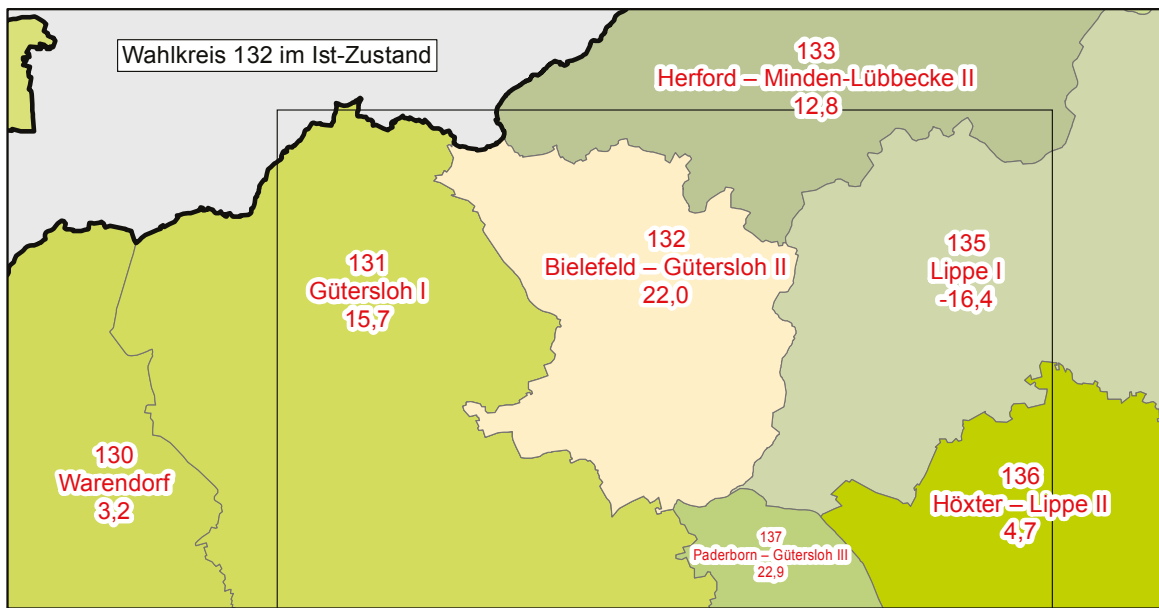 Wahlkreis 132 im Ist-Zustand
133
Herford – Minden-Lübbecke II
12,8
132
Bielefeld – Gütersloh II
22,0
135
Lippe I
-16,4
131
Gütersloh I
15,7
130
Warendorf
3,2
136
Höxter – Lippe II
4,7
137
Paderborn – Gütersloh III
22,9